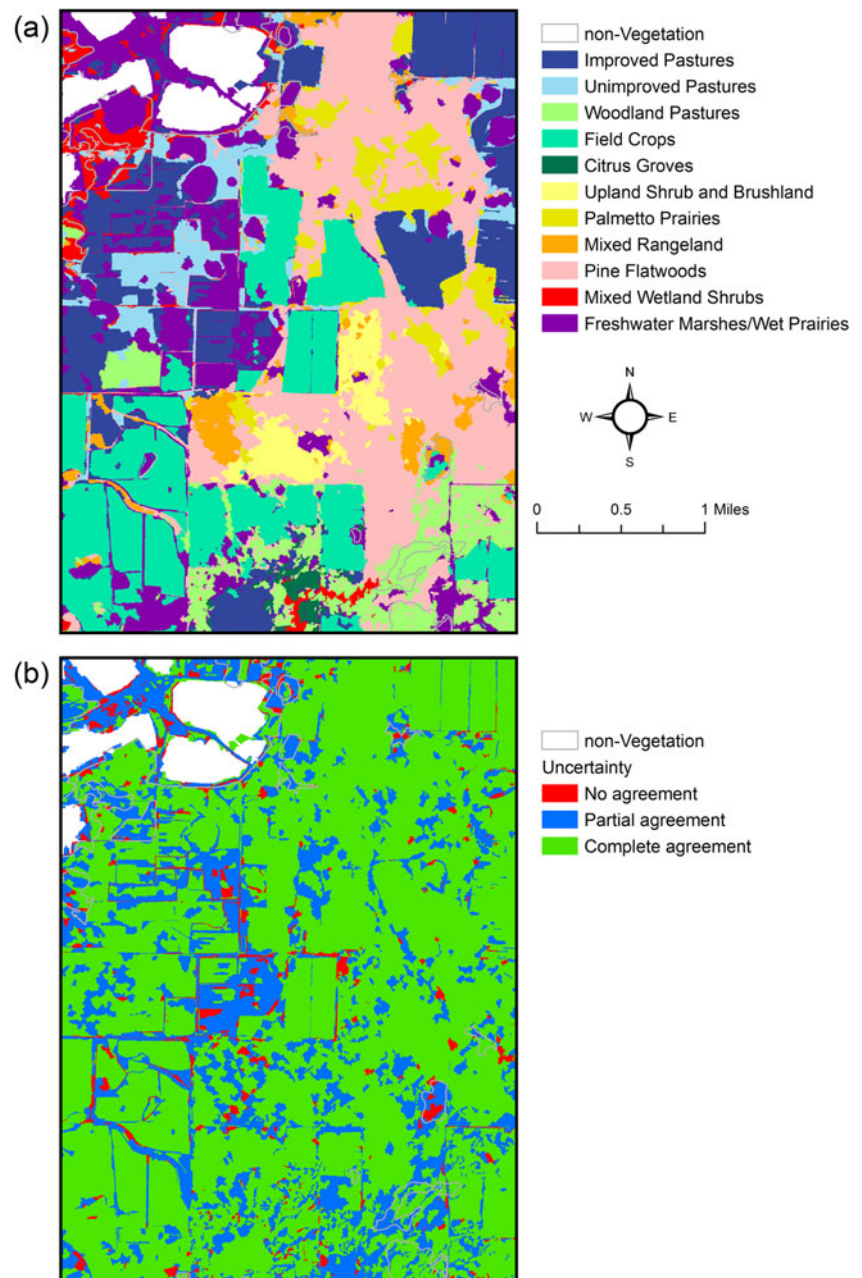 (a)
non-Vegetation
Improved Pastures
Unimproved Pastures
Woodland Pastures
Field Crops
Citrus Groves
Upland Shrub and Brushland
Palmetto Prairies
Mixed Rangeland
Pine Flatwoods
Mixed Wetland Shrubs
Freshwater Marshes/Wet Prairies
N
W E
S
0 0.5 1 Miles
(b)
non-Vegetation
Uncertainty
No agreement
Partial agreement
Complete agreement